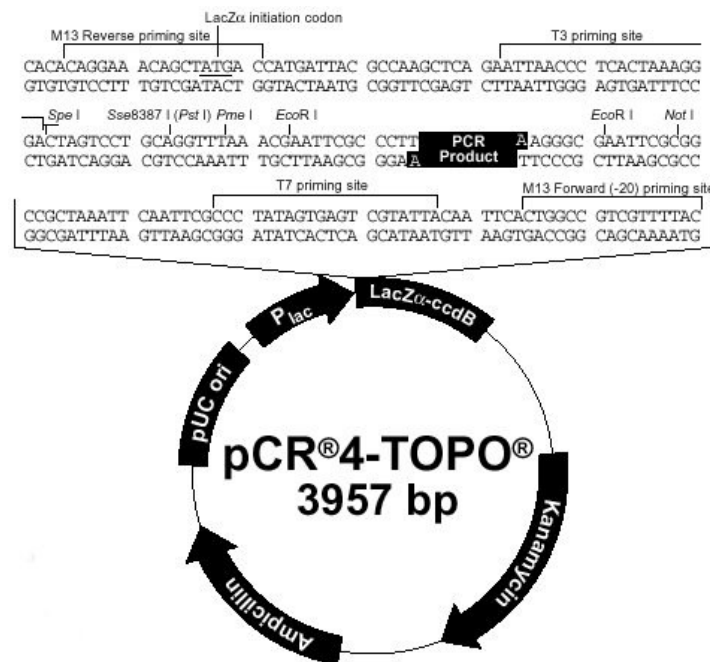 LacZα initiation codon
M13 Reverse priming site
T3 priming site
CACACAGGAA ACAGCTATGA CCATGATTAC GCCAAGCTCA GAATTAACCC TCACTAAAGG
GTGTGTCCTT TGTCGATACT GGTACTAATG CGGTTCGAGT CTTAATTGGG AGTGATTTCC
Spe I Sse8387 I (Pst I) Pme I EcoR I EcoR I Not I
GACTAGTCCT GCAGGTTTAA ACGAATTCGC CCTT PCR Product A AGGGC GAATTCGCGG
CTGATCAGGA CGTCCAAATT TGCTTAAGCG GGAA A TTCCCG CTTAAGCGCC
T7 priming site
M13 Forward (-20) priming site
CCGCTAAATT CAATTCGCCC TATAGTGAGT CGTATTACAA TTCACTGGCC GTCGTTTTAC
GGCGATTTAA GTTAAGCGGG ATATCACTCA GCATAATGTT AAGTGACCGG CAGCAAAATG
Plac
LacZα-ccdB
pUC ori
pCR®4-TOPO®
3957 bp
Kanamycin
Ampicillin